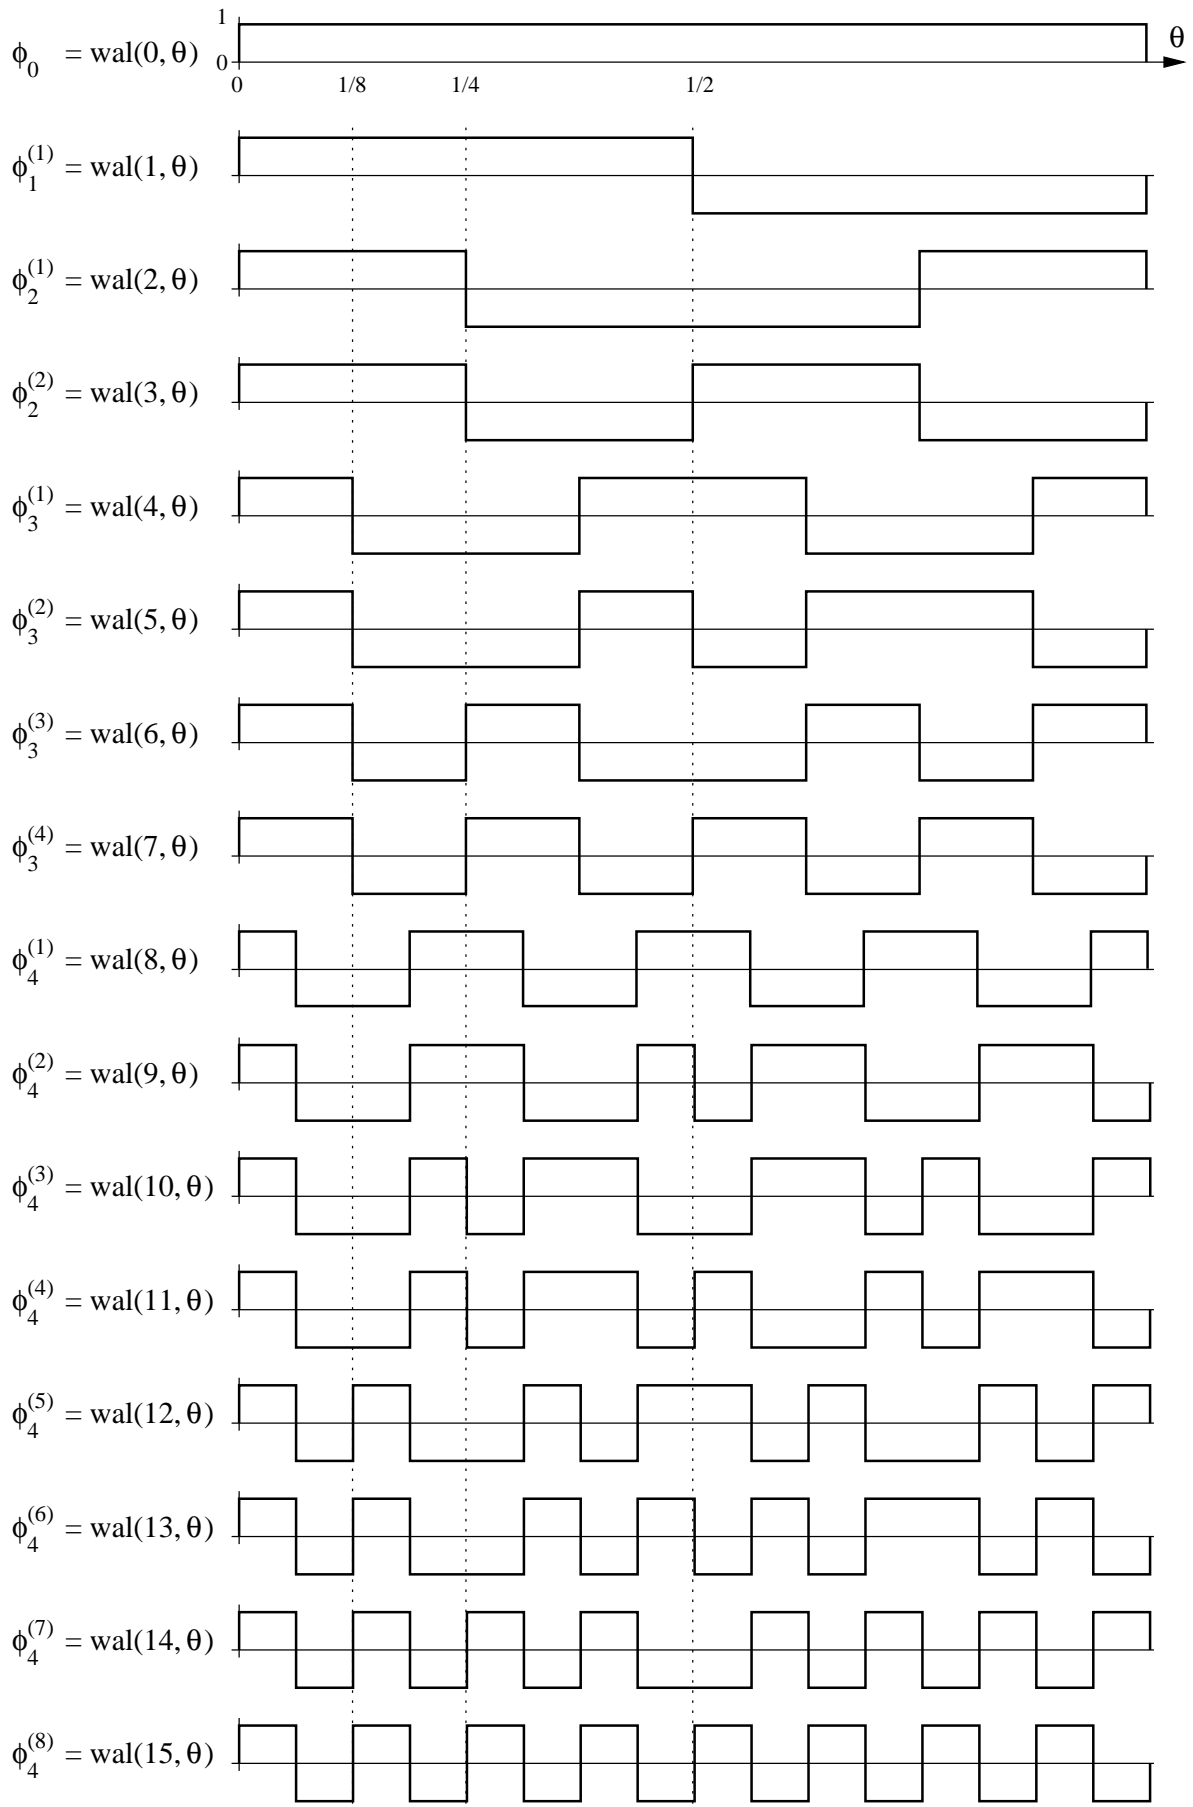 1
ϕ₀ = wal(0, θ) 0 θ
0 1/8 1/4 1/2
ϕ₁⁽¹⁾ = wal(1, θ)
ϕ₂⁽¹⁾ = wal(2, θ)
ϕ₂⁽²⁾ = wal(3, θ)
ϕ₃⁽¹⁾ = wal(4, θ)
ϕ₃⁽²⁾ = wal(5, θ)
ϕ₃⁽³⁾ = wal(6, θ)
ϕ₃⁽⁴⁾ = wal(7, θ)
ϕ₄⁽¹⁾ = wal(8, θ)
ϕ₄⁽²⁾ = wal(9, θ)
ϕ₄⁽³⁾ = wal(10, θ)
ϕ₄⁽⁴⁾ = wal(11, θ)
ϕ₄⁽⁵⁾ = wal(12, θ)
ϕ₄⁽⁶⁾ = wal(13, θ)
ϕ₄⁽⁷⁾ = wal(14, θ)
ϕ₄⁽⁸⁾ = wal(15, θ)